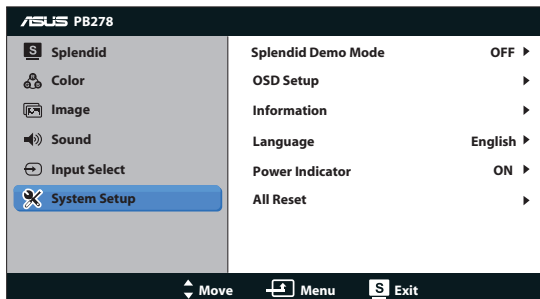 ASUS PB278
S Splendid
Color
Image
Sound
Input Select
System Setup
Splendid Demo Mode OFF
OSD Setup
Information
Language English
Power Indicator ON
All Reset
Move Menu S Exit